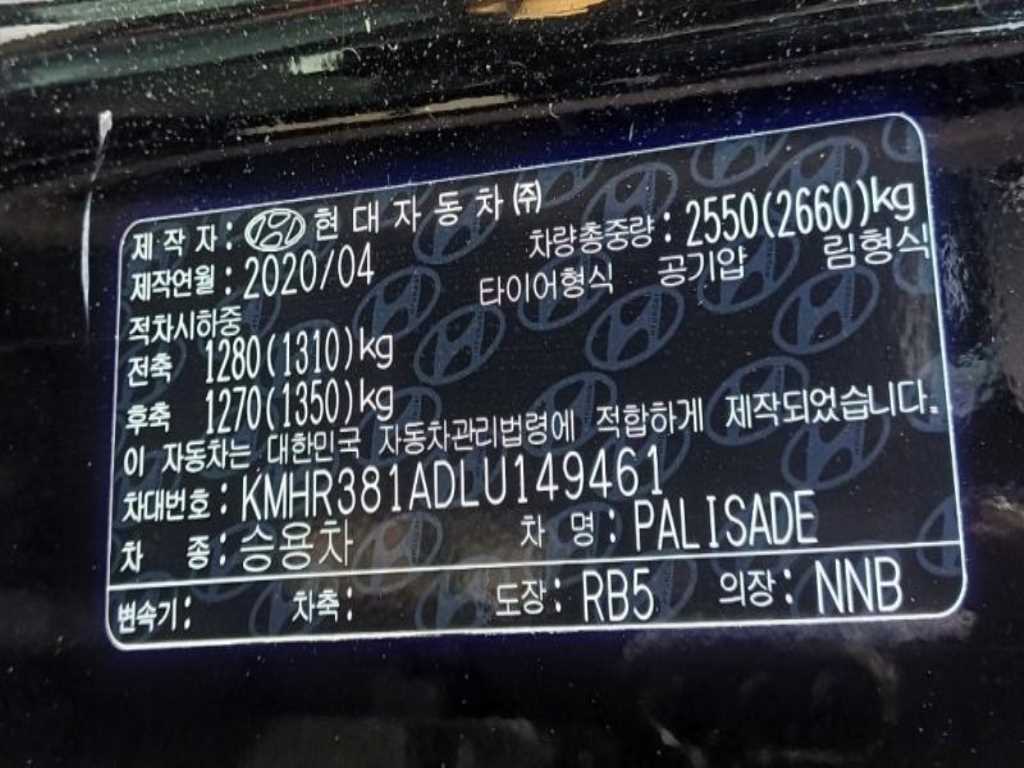 제 작 자 : 현 대 자 동 차 ㈜
차량총중량 : 2550(2660)kg
제작연월 : 2020/04
타이어형식 공기압 림형식
적차시하중
전축 1280(1310)kg
후축 1270(1350)kg
이 자동차는 대한민국 자동차관리법령에 적합하게 제작되었습니다.
차대번호 : KMHR381ADLU149461
차 종 : 승용차 차 명 : PALISADE
변속기 : 차축 : 도장 : RB5 의장 : NNB